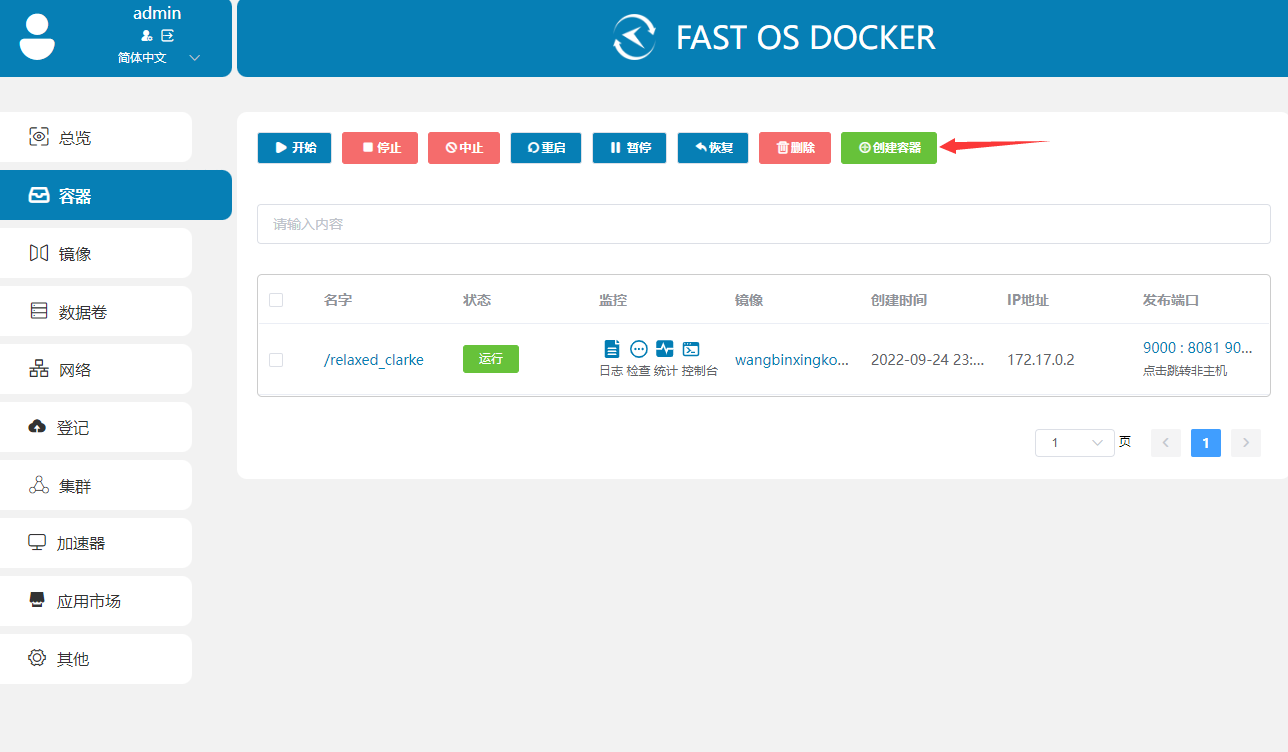 admin
简体中文
FAST OS DOCKER
总览
容器
镜像
数据卷
网络
登记
集群
加速器
应用市场
其他
开始 停止 中止 重启 暂停 恢复 删除 创建容器
请输入内容
名字 状态 监控 镜像 创建时间 IP地址 发布端口
/relaxed_clarke 运行 日志 检查 统计 控制台 wangbinxingko... 2022-09-24 23:... 172.17.0.2 9000 : 8081 90...
点击跳转非主机
1 页 1